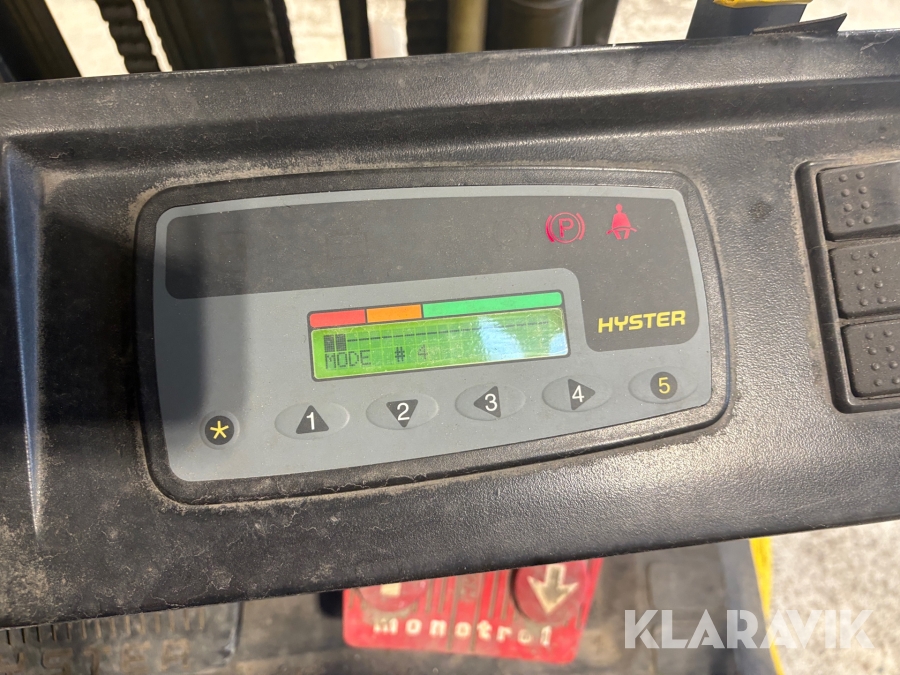 P
HYSTER
MODE # 4
* 1 2 3 4 5
monotrol
KLARAVIK